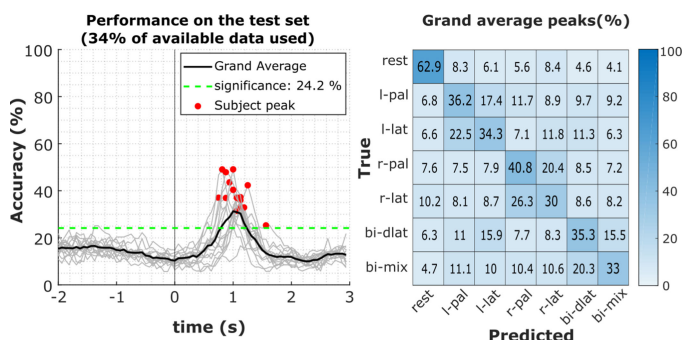 Performance on the test set
(34% of available data used)
100
80
60
40
20
0
-2
-1
0
1
2
3
Accuracy (%)
time (s)
Grand Average
significance: 24.2 %
Subject peak
Grand average peaks(%)
True
rest 62.9 8.3 6.1 5.6 8.4 4.6 4.1
l-pal 6.8 36.2 17.4 11.7 8.9 9.7 9.2
l-lat 6.6 22.5 34.3 7.1 11.8 11.3 6.3
r-pal 7.6 7.5 7.9 40.8 20.4 8.5 7.2
r-lat 10.2 8.1 8.7 26.3 30 8.6 8.2
bi-dlat 6.3 11 15.9 7.7 8.3 35.3 15.5
bi-mix 4.7 11.1 10 10.4 10.6 20.3 33
rest l-pal l-lat r-pal r-lat bi-dlat bi-mix
Predicted
100
80
60
40
20
0